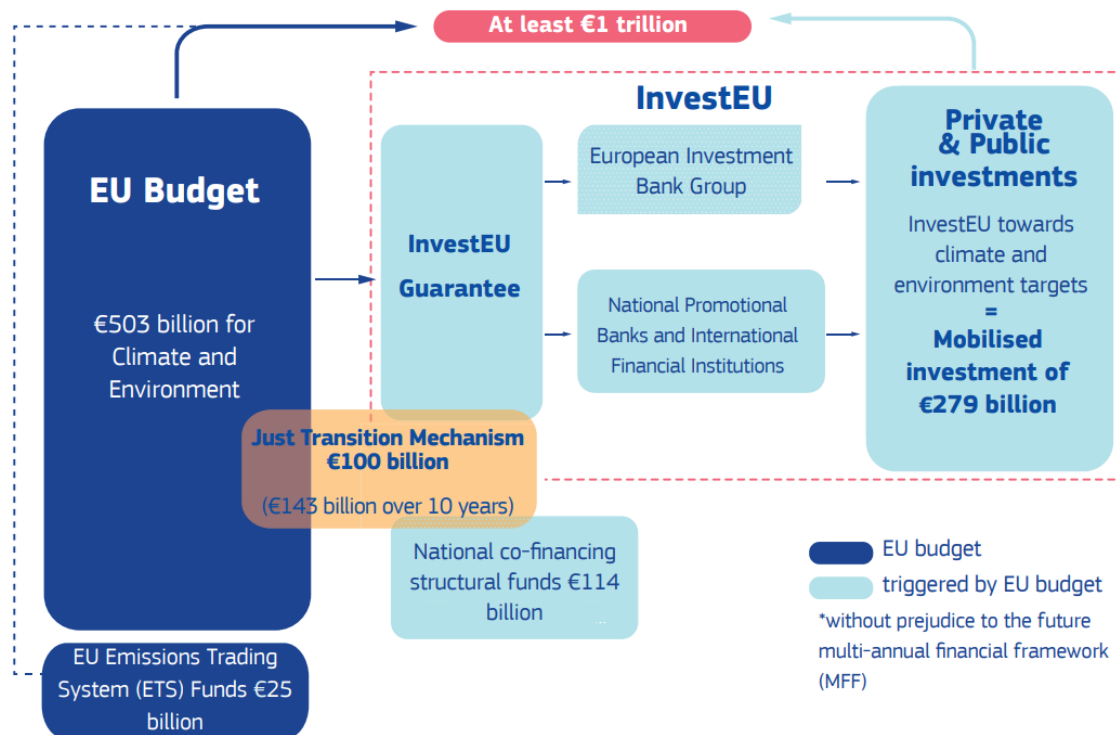 At least €1 trillion
EU Budget
€503 billion for
Climate and
Environment
InvestEU
InvestEU
Guarantee
European Investment
Bank Group
National Promotional
Banks and International
Financial Institutions
Private
& Public
investments
InvestEU towards
climate and
environment targets
=
Mobilised
investment of
€279 billion
Just Transition Mechanism
€100 billion
(€143 billion over 10 years)
National co-financing
structural funds €114
billion
EU Emissions Trading
System (ETS) Funds €25
billion
EU budget
triggered by EU budget
*without prejudice to the future
multi-annual financial framework
(MFF)